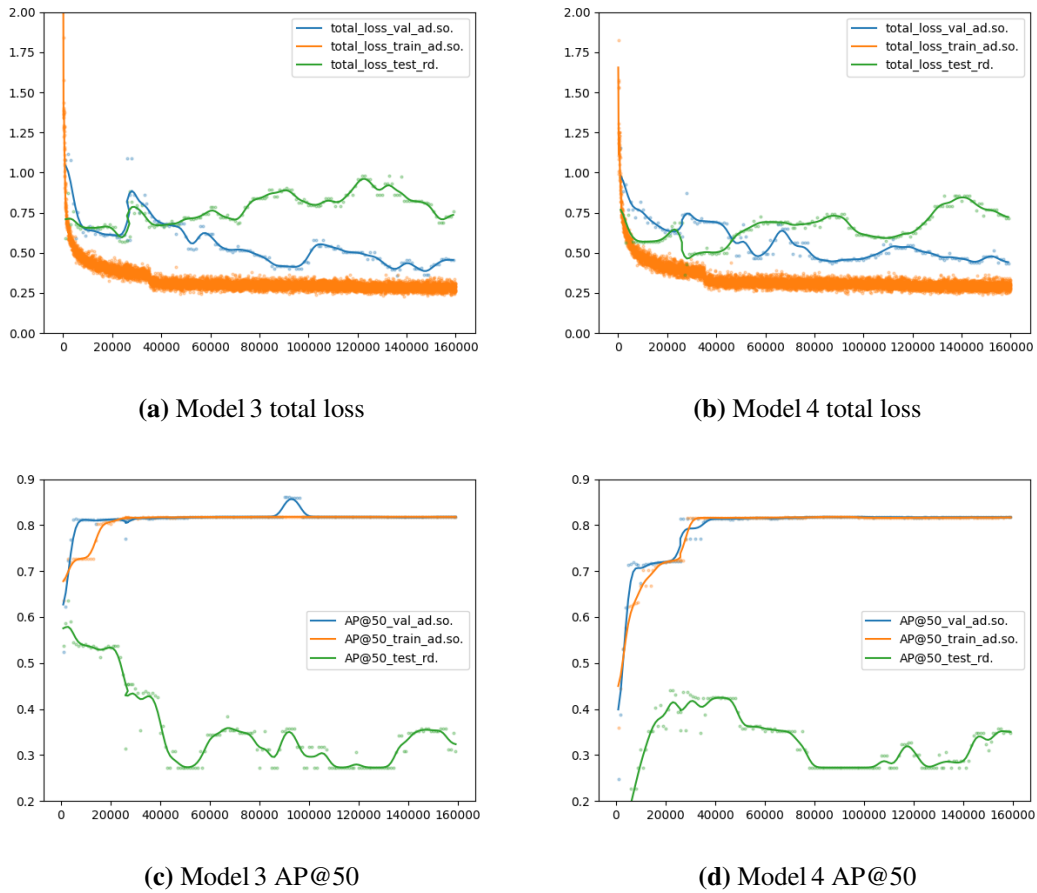 2.00
1.75
1.50
1.25
1.00
0.75
0.50
0.25
0.00
total_loss_val_ad.so.
total_loss_train_ad.so.
total_loss_test_rd.
0 20000 40000 60000 80000 100000 120000 140000 160000
(a) Model 3 total loss
2.00
1.75
1.50
1.25
1.00
0.75
0.50
0.25
0.00
total_loss_val_ad.so.
total_loss_train_ad.so.
total_loss_test_rd.
0 20000 40000 60000 80000 100000 120000 140000 160000
(b) Model 4 total loss
0.9
0.8
0.7
0.6
0.5
0.4
0.3
0.2
AP@50_val_ad.so.
AP@50_train_ad.so.
AP@50_test_rd.
0 20000 40000 60000 80000 100000 120000 140000 160000
(c) Model 3 AP@50
0.9
0.8
0.7
0.6
0.5
0.4
0.3
0.2
AP@50_val_ad.so.
AP@50_train_ad.so.
AP@50_test_rd.
0 20000 40000 60000 80000 100000 120000 140000 160000
(d) Model 4 AP@50